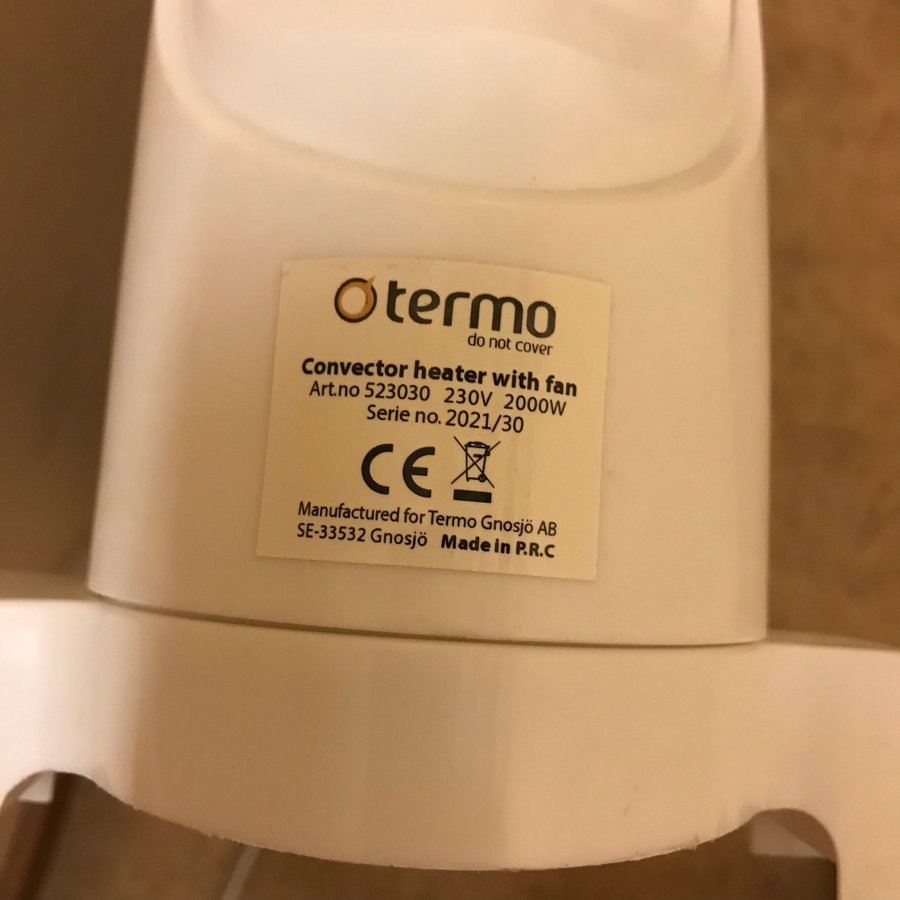 termo
do not cover
Convector heater with fan
Art.no 523030 230V 2000W
Serie no. 2021/30
CE
Manufactured for Termo Gnosjö AB
SE-33532 Gnosjö Made in P.R.C